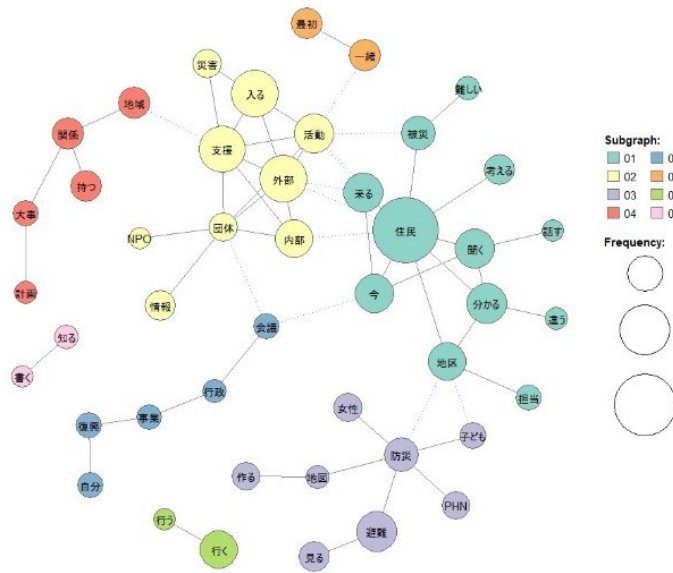 最初
一緒
災害
入る
地域
活動
難しい
関係
支援
被災
外部
考える
持つ
来る
大事
団体
住民
NPO
内部
聞く
話す
計画
情報
今
分かる
会議
違う
知る
地区
書く
行政
担当
事業
女性
復興
子ども
防災
自分
作る
地図
PHN
行う
避難
行く
見る
Subgraph:
01 0
02 0
03 0
04 0
Frequency: